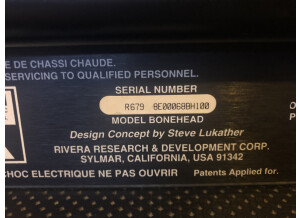 DE CHASSI CHAUDE.
SERVICING TO QUALIFIED PERSONNEL.
SERIAL NUMBER
R679 8E00068BH100
MODEL BONEHEAD
Design Concept by Steve Lukather
RIVERA RESEARCH & DEVELOPMENT CORP.
SYLMAR, CALIFORNIA, USA 91342
CHOC ELECTRIQUE NE PAS OUVRIR Patents Applied for.